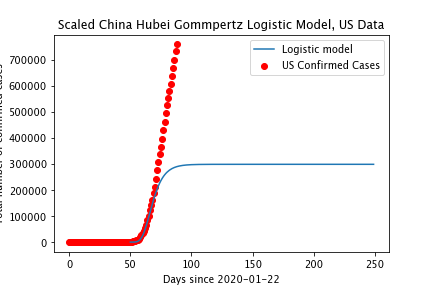 Scaled China Hubei Gommpertz Logistic Model, US Data
Logistic model
US Confirmed Cases
700000
600000
500000
400000
300000
200000
100000
0
0 50 100 150 200 250
Days since 2020-01-22